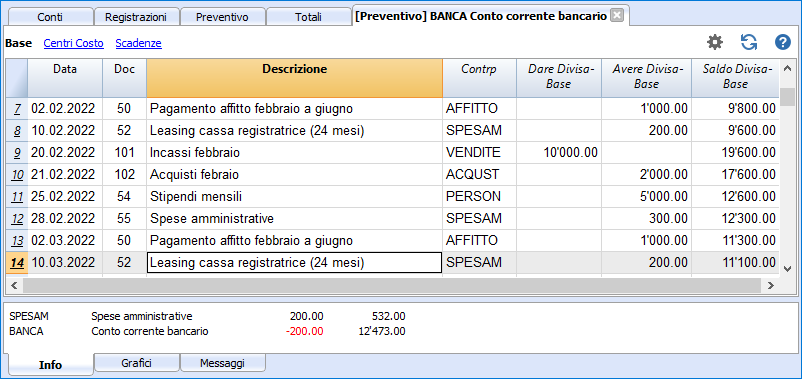 Conti Registrazioni Preventivo Totali [Preventivo] BANCA Conto corrente bancario
Base Centri Costo Scadenze
Data Doc Descrizione Contrp Dare Divisa-Base Avere Divisa-Base Saldo Divisa-Base
7 02.02.2022 50 Pagamento affitto febbraio a giugno AFFITTO 1'000.00 9'800.00
8 10.02.2022 52 Leasing cassa registratrice (24 mesi) SPESAM 200.00 9'600.00
9 20.02.2022 101 Incassi febbraio VENDITE 10'000.00 19'600.00
10 21.02.2022 102 Acquisti febraio ACQUST 2'000.00 17'600.00
11 25.02.2022 54 Stipendi mensili PERSON 5'000.00 12'600.00
12 28.02.2022 55 Spese amministrative SPESAM 300.00 12'300.00
13 02.03.2022 50 Pagamento affitto febbraio a giugno AFFITTO 1'000.00 11'300.00
14 10.03.2022 52 Leasing cassa registratrice (24 mesi) SPESAM 200.00 11'100.00
SPESAM Spese amministrative 200.00 532.00
BANCA Conto corrente bancario -200.00 12'473.00
Info Grafici Messaggi